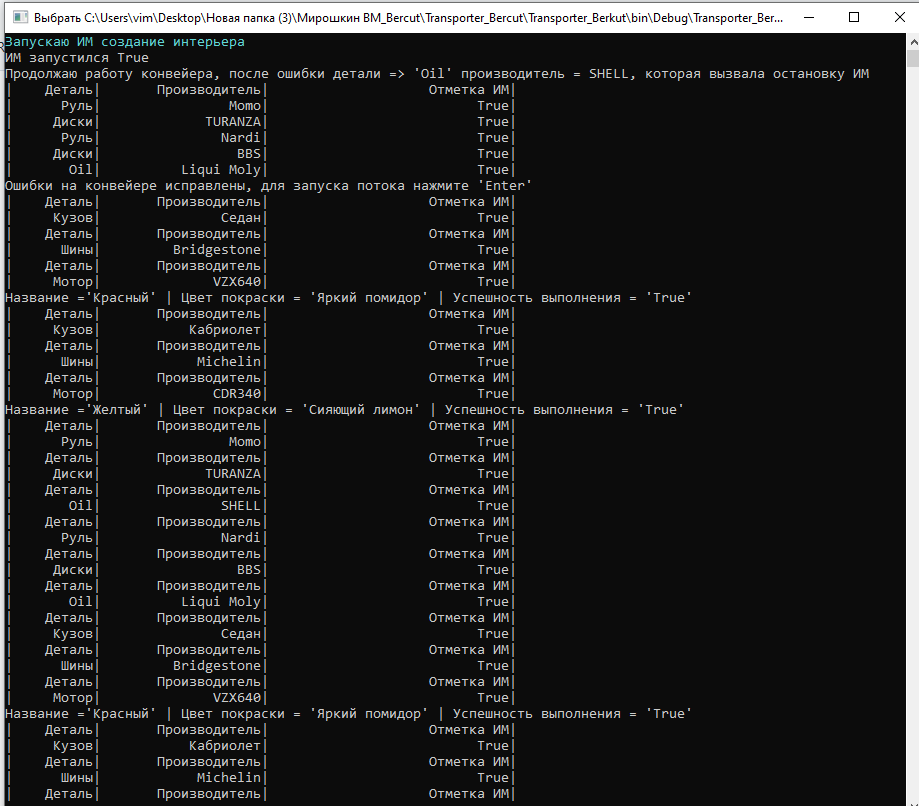 Выбрать C:\Users\vim\Desktop\Новая папка (3)\Мирошкин ВМ_Bercut\Transporter_Bercut\Transporter_Berkut\bin\Debug\Transporter_Ber...
Запускаю ИМ создание интерьера
ИМ запустился True
Продолжаю работу конвейера, после ошибки детали => 'Oil' производитель = SHELL, которая вызвала остановку ИМ
| Деталь| Производитель| Отметка ИМ|
| Руль| Momo| True|
| Диски| TURANZA| True|
| Руль| Nardi| True|
| Диски| BBS| True|
| Oil| Liqui Moly| True|
Ошибки на конвейере исправлены, для запуска потока нажмите 'Enter'
| Деталь| Производитель| Отметка ИМ|
| Кузов| Седан| True|
| Деталь| Производитель| Отметка ИМ|
| Шины| Bridgestone| True|
| Деталь| Производитель| Отметка ИМ|
| Мотор| VZX640| True|
Название ='Красный' | Цвет покраски = 'Яркий помидор' | Успешность выполнения = 'True'
| Деталь| Производитель| Отметка ИМ|
| Кузов| Кабриолет| True|
| Деталь| Производитель| Отметка ИМ|
| Шины| Michelin| True|
| Деталь| Производитель| Отметка ИМ|
| Мотор| CDR340| True|
Название ='Желтый' | Цвет покраски = 'Сияющий лимон' | Успешность выполнения = 'True'
| Деталь| Производитель| Отметка ИМ|
| Руль| Momo| True|
| Деталь| Производитель| Отметка ИМ|
| Диски| TURANZA| True|
| Деталь| Производитель| Отметка ИМ|
| Oil| SHELL| True|
| Деталь| Производитель| Отметка ИМ|
| Руль| Nardi| True|
| Деталь| Производитель| Отметка ИМ|
| Диски| BBS| True|
| Деталь| Производитель| Отметка ИМ|
| Oil| Liqui Moly| True|
| Деталь| Производитель| Отметка ИМ|
| Кузов| Седан| True|
| Деталь| Производитель| Отметка ИМ|
| Шины| Bridgestone| True|
| Деталь| Производитель| Отметка ИМ|
| Мотор| VZX640| True|
Название ='Красный' | Цвет покраски = 'Яркий помидор' | Успешность выполнения = 'True'
| Деталь| Производитель| Отметка ИМ|
| Кузов| Кабриолет| True|
| Деталь| Производитель| Отметка ИМ|
| Шины| Michelin| True|
| Деталь| Производитель| Отметка ИМ|